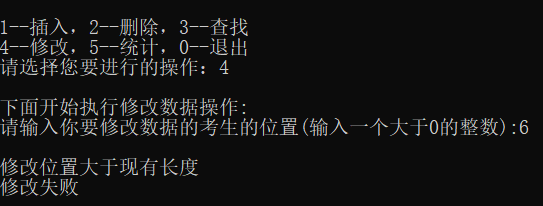 1--插入，2--删除，3--查找
4--修改，5--统计，0--退出
请选择您要进行的操作：4
下面开始执行修改数据操作:
请输入你要修改数据的考生的位置(输入一个大于0的整数):6
修改位置大于现有长度
修改失败